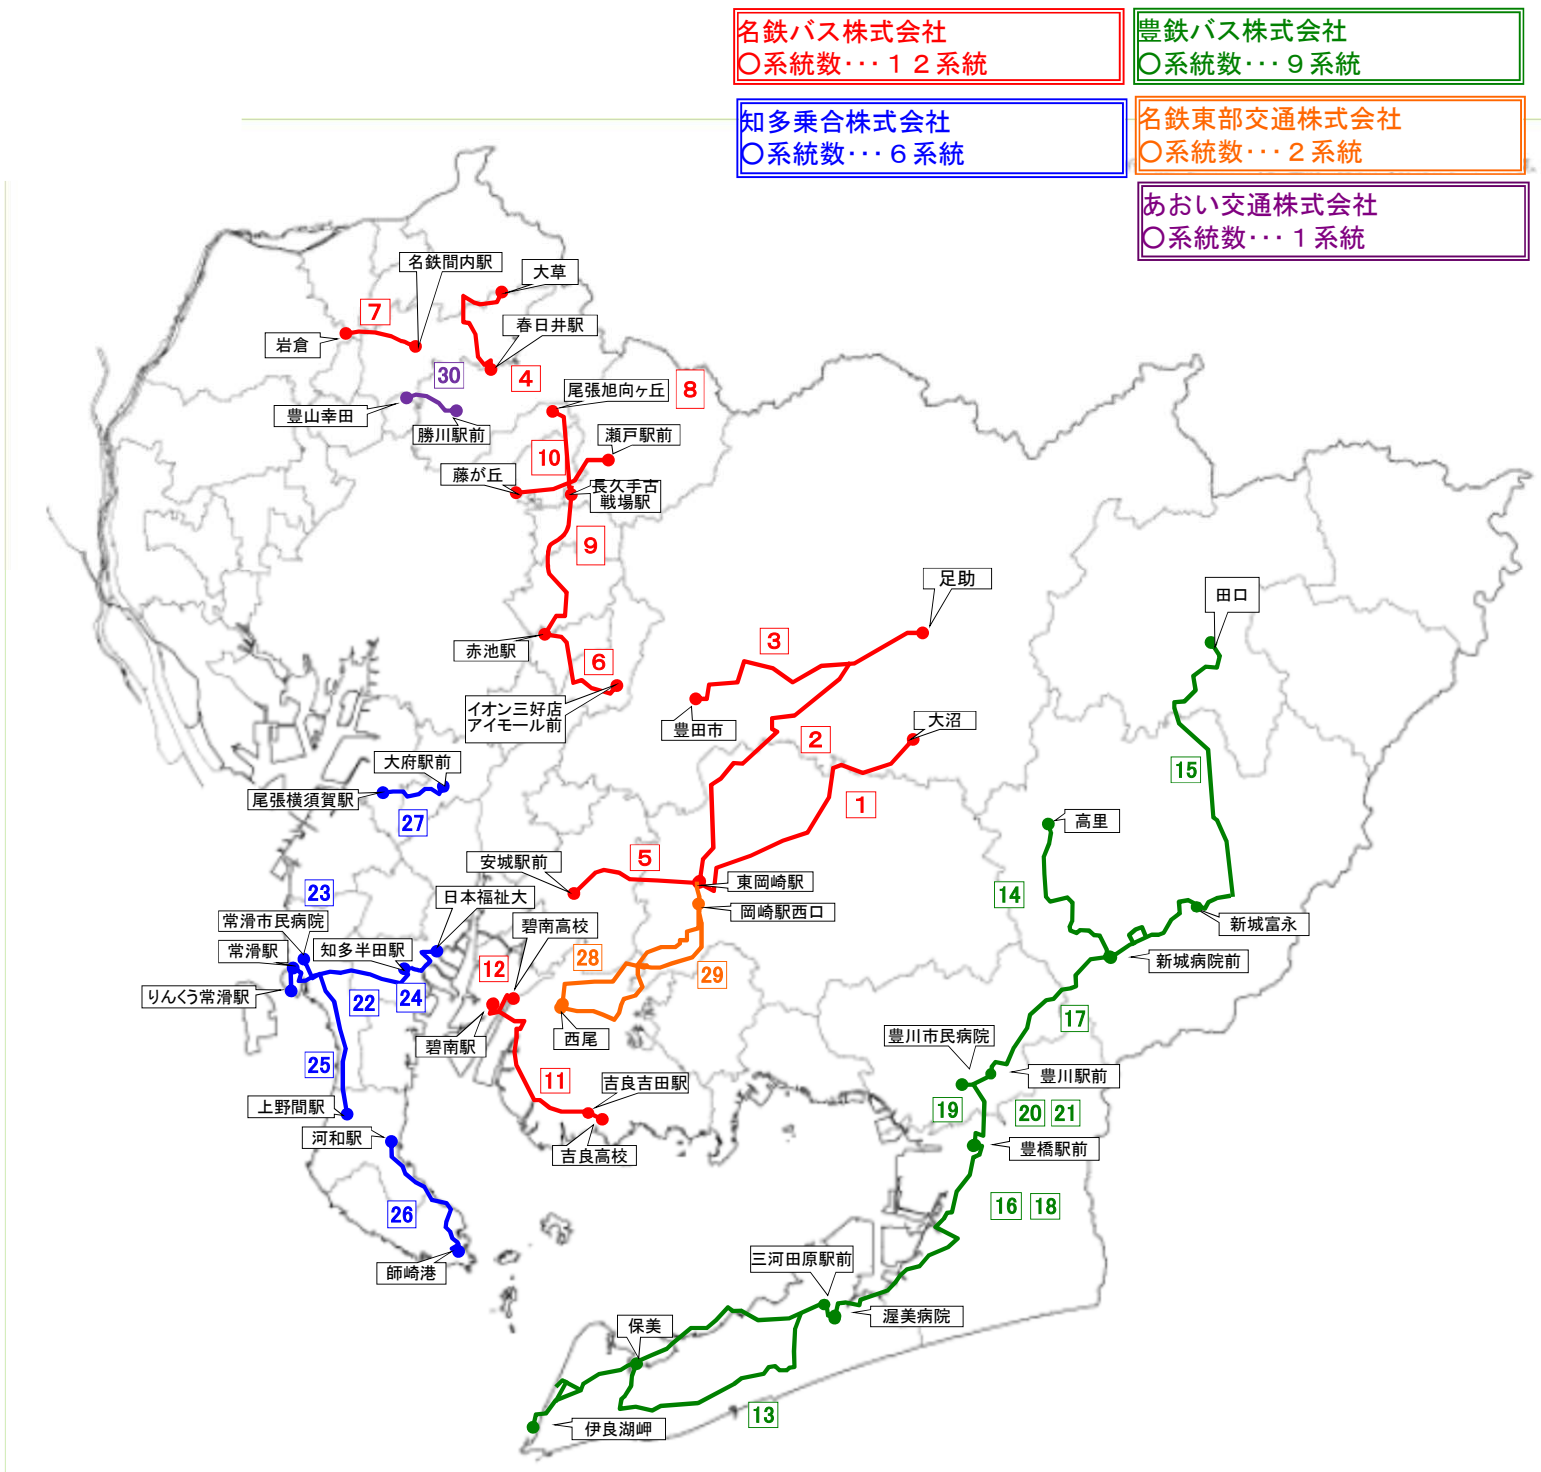 名鉄バス株式会社
○系統数･･･１２系統
豊鉄バス株式会社
○系統数･･･９系統
知多乗合株式会社
○系統数･･･６系統
名鉄東部交通株式会社
○系統数･･･２系統
あおい交通株式会社
○系統数･･･１系統
名鉄間内駅
大草
7
春日井駅
岩倉
30
4
尾張旭向ヶ丘
8
豊山幸田
勝川駅前
瀬戸駅前
10
藤が丘
長久手古
戦場駅
9
足助
田口
3
赤池駅
6
イオン三好店
アイモール前
豊田市
大沼
2
大府駅前
15
尾張横須賀駅
1
27
高里
安城駅前
5
東岡崎駅
23
日本福祉大
14
岡崎駅西口
常滑市民病院
碧南高校
新城富永
常滑駅
知多半田駅
28
新城病院前
12
29
りんくう常滑駅
22
24
17
碧南駅
西尾
豊川市民病院
25
11
吉良吉田駅
豊川駅前
上野間駅
19
20
21
河和駅
吉良高校
豊橋駅前
26
16
18
師崎港
三河田原駅前
保美
渥美病院
13
伊良湖岬